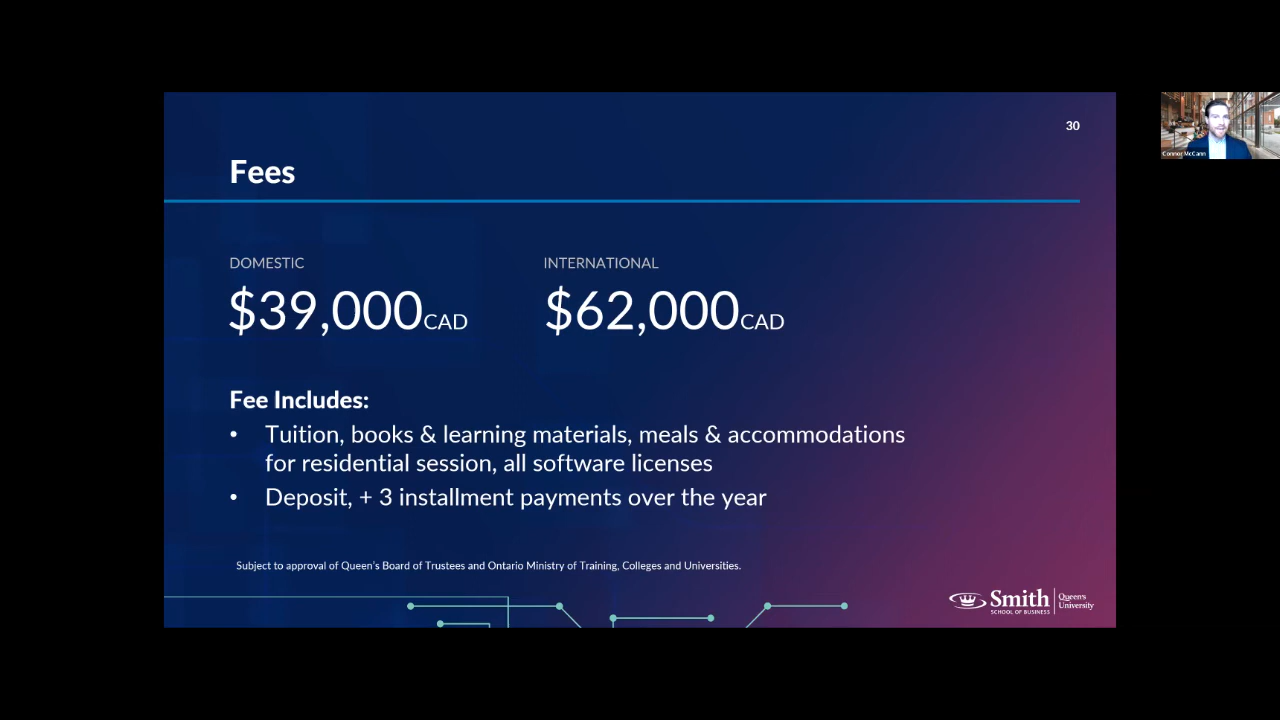 30
Connor McCann
Fees
DOMESTIC
INTERNATIONAL
$39,000CAD
$62,000CAD
Fee Includes:
• Tuition, books & learning materials, meals & accommodations
for residential session, all software licenses
• Deposit, + 3 installment payments over the year
Subject to approval of Queen's Board of Trustees and Ontario Ministry of Training, Colleges and Universities.
Smith
SCHOOL OF BUSINESS
Queen's
University